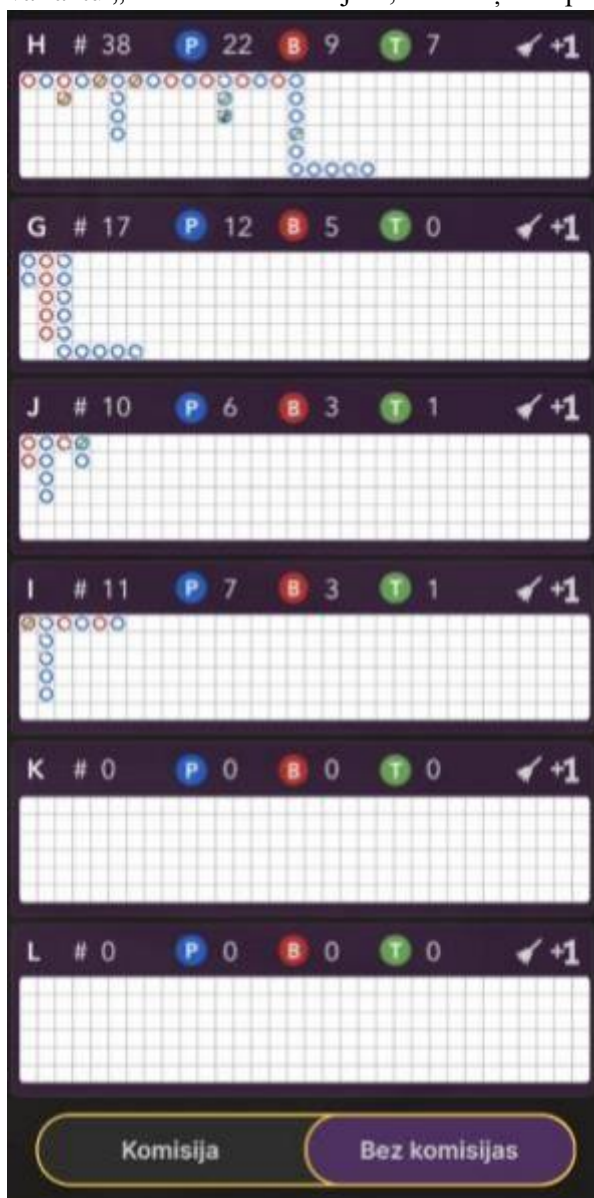 H # 38 P 22 B 9 T 7 +1
G # 17 P 12 B 5 T 0 +1
J # 10 P 6 B 3 T 1 +1
I # 11 P 7 B 3 T 1 +1
K # 0 P 0 B 0 T 0 +1
L # 0 P 0 B 0 T 0 +1
Komisija Bez komisijas